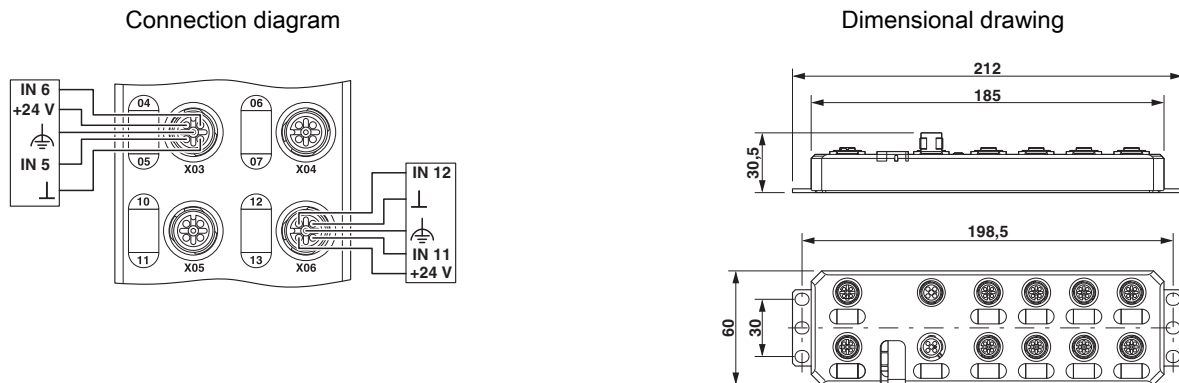 Connection diagram
IN 6
+24 V
IN 5
04
05
X03
06
07
X04
10
11
X05
12
13
X06
IN 12
IN 11
+24 V
Dimensional drawing
212
185
30,5
198,5
60
30